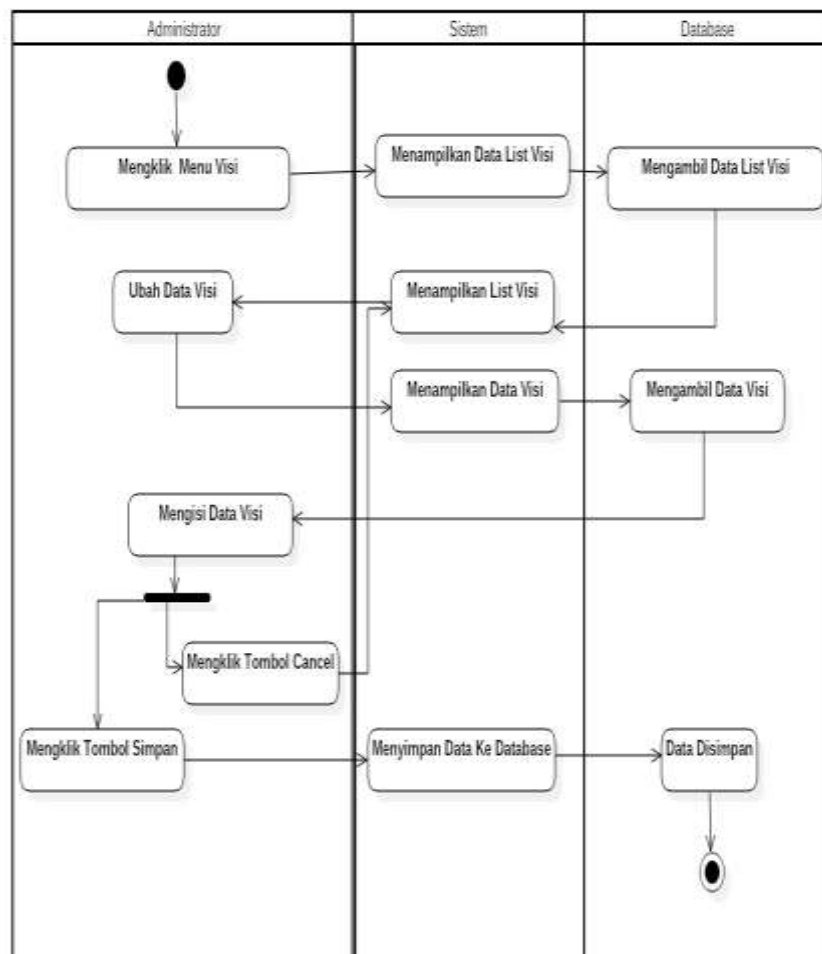 Administrator
Sistem
Database
Mengklik Menu Visi
Menampilkan Data List Visi
Mengambil Data List Visi
Ubah Data Visi
Menampilkan List Visi
Menampilkan Data Visi
Mengambil Data Visi
Mengisi Data Visi
Mengklik Tombol Cancel
Mengklik Tombol Simpan
Menyimpan Data Ke Database
Data Disimpan